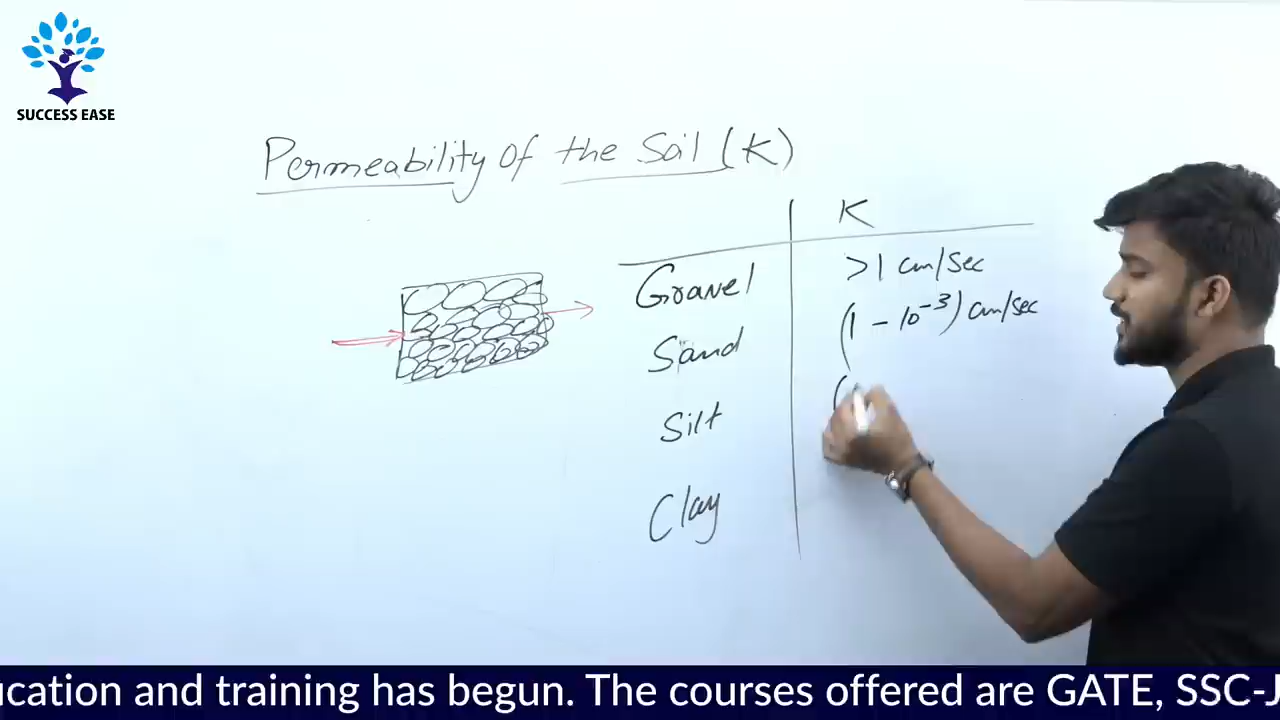 SUCCESS EASE
Permeability of the Soil (K)
K
Gravel >1 cm/sec
Sand (1 - 10⁻³) cm/sec
Silt (
Clay
ucation and training has begun. The courses offered are GATE, SSC-J